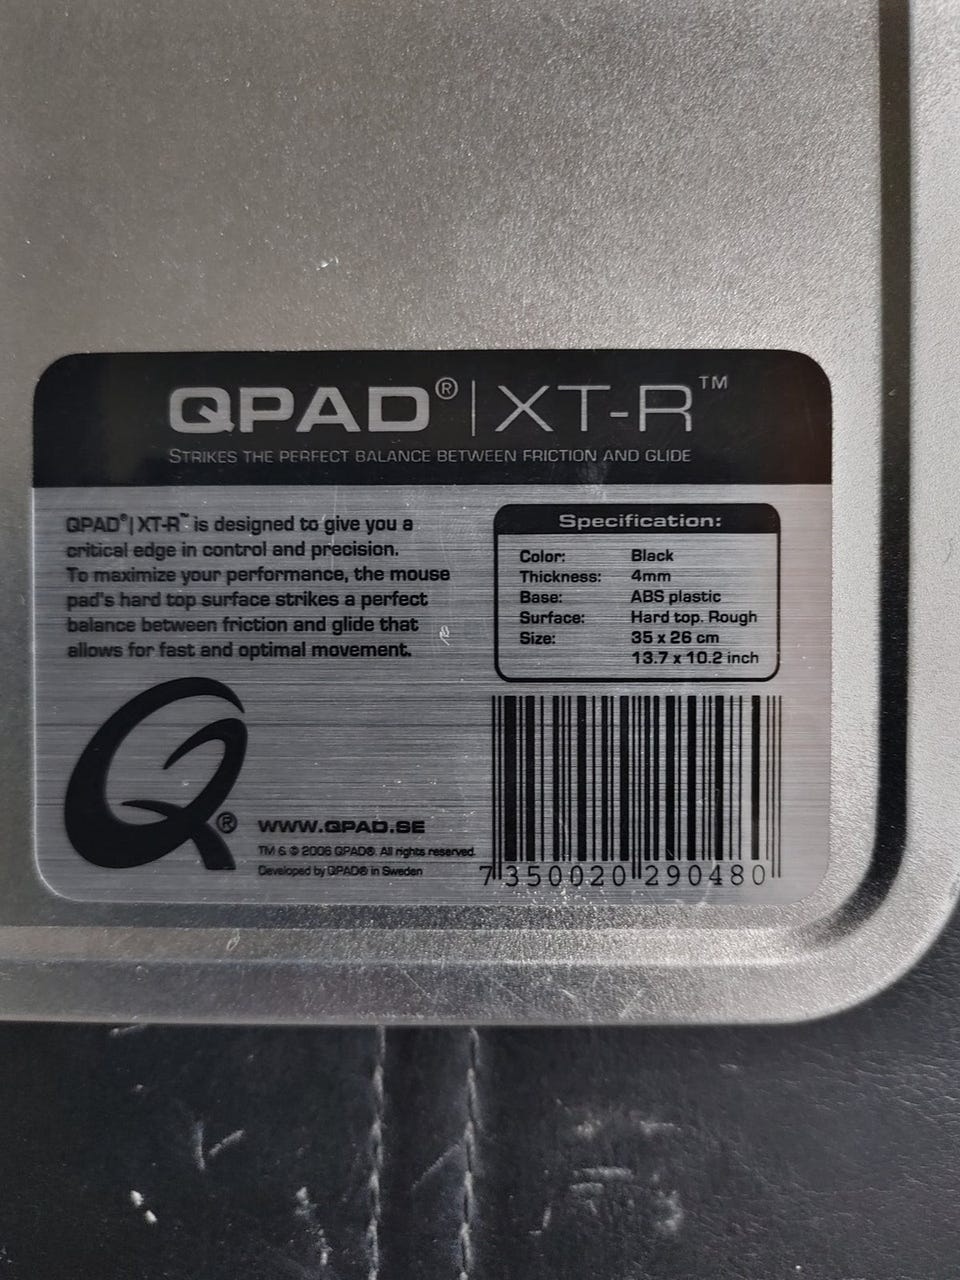 QPAD® | XT-R™
STRIKES THE PERFECT BALANCE BETWEEN FRICTION AND GLIDE
QPAD®| XT-R™ is designed to give you a
critical edge in control and precision.
To maximize your performance, the mouse
pad's hard top surface strikes a perfect
balance between friction and glide that
allows for fast and optimal movement.
Specification:
Color: Black
Thickness: 4mm
Base: ABS plastic
Surface: Hard top. Rough
Size: 35 x 26 cm
13.7 x 10.2 inch
Q®
WWW.QPAD.SE
TM & © 2006 QPAD®. All rights reserved.
Developed by QPAD® in Sweden
7 350020 290480